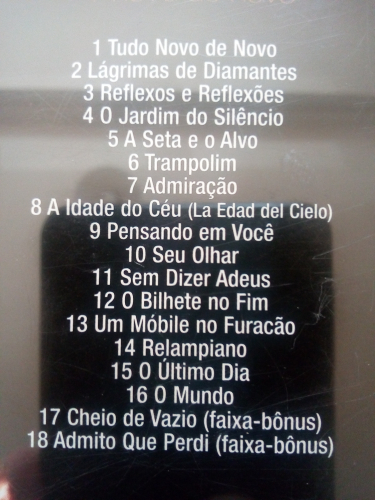 1 Tudo Novo de Novo
2 Lágrimas de Diamantes
3 Reflexos e Reflexões
4 O Jardim do Silêncio
5 A Seta e o Alvo
6 Trampolim
7 Admiração
8 A Idade do Céu (La Edad del Cielo)
9 Pensando em Você
10 Seu Olhar
11 Sem Dizer Adeus
12 O Bilhete no Fim
13 Um Móbile no Furacão
14 Relampiano
15 O Último Dia
16 O Mundo
17 Cheio de Vazio (faixa-bônus)
18 Admito Que Perdi (faixa-bônus)